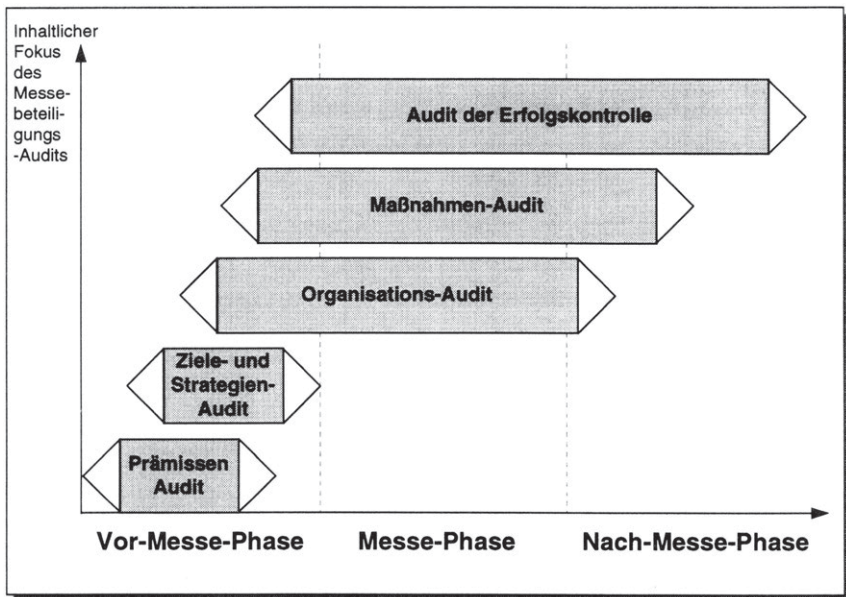 Inhaltlicher
Fokus
des
Messe-
beteili-
gungs
-Audits
Audit der Erfolgskontrolle
Maßnahmen-Audit
Organisations-Audit
Ziele- und
Strategien-
Audit
Prämissen
Audit
Vor-Messe-Phase
Messe-Phase
Nach-Messe-Phase